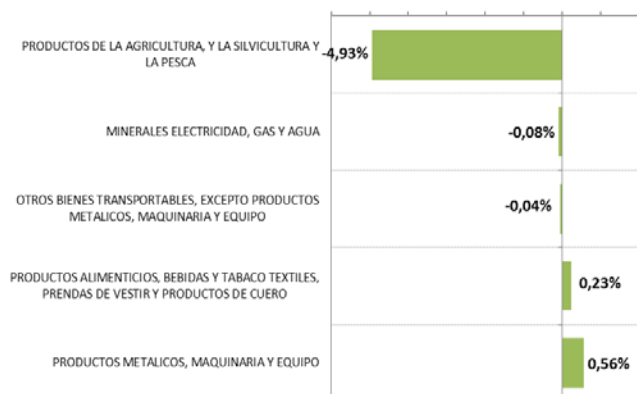 PRODUCTOS DE LA AGRICULTURA, Y LA SILVICULTURA Y
LA PESCA
-4,93%
MINERALES ELECTRICIDAD, GAS Y AGUA
-0,08%
OTROS BIENES TRANSPORTABLES, EXCEPTO PRODUCTOS
METALICOS, MAQUINARIA Y EQUIPO
-0,04%
PRODUCTOS ALIMENTICIOS, BEBIDAS Y TABACO TEXTILES,
PRENDAS DE VESTIR Y PRODUCTOS DE CUERO
0,23%
PRODUCTOS METALICOS, MAQUINARIA Y EQUIPO
0,56%